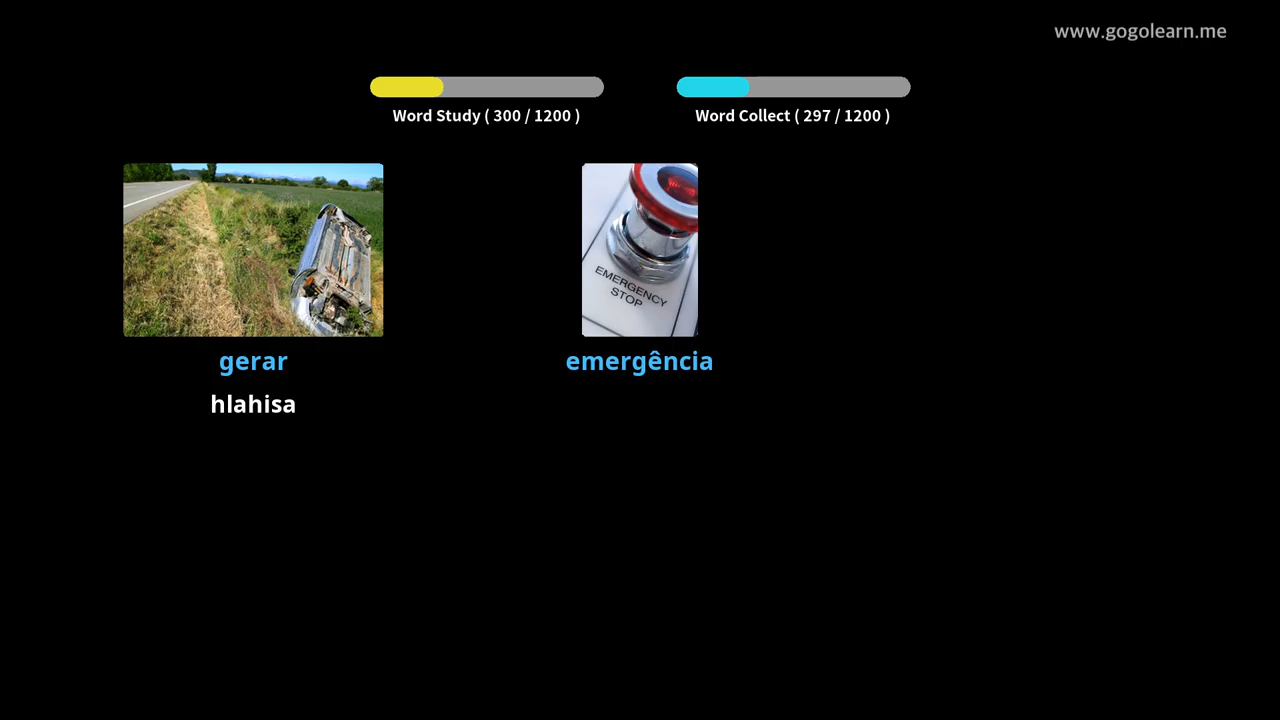 www.gogolearn.me
Word Study ( 300 / 1200 )
Word Collect ( 297 / 1200 )
EMERGENCY
STOP
gerar
emergência
hlahisa